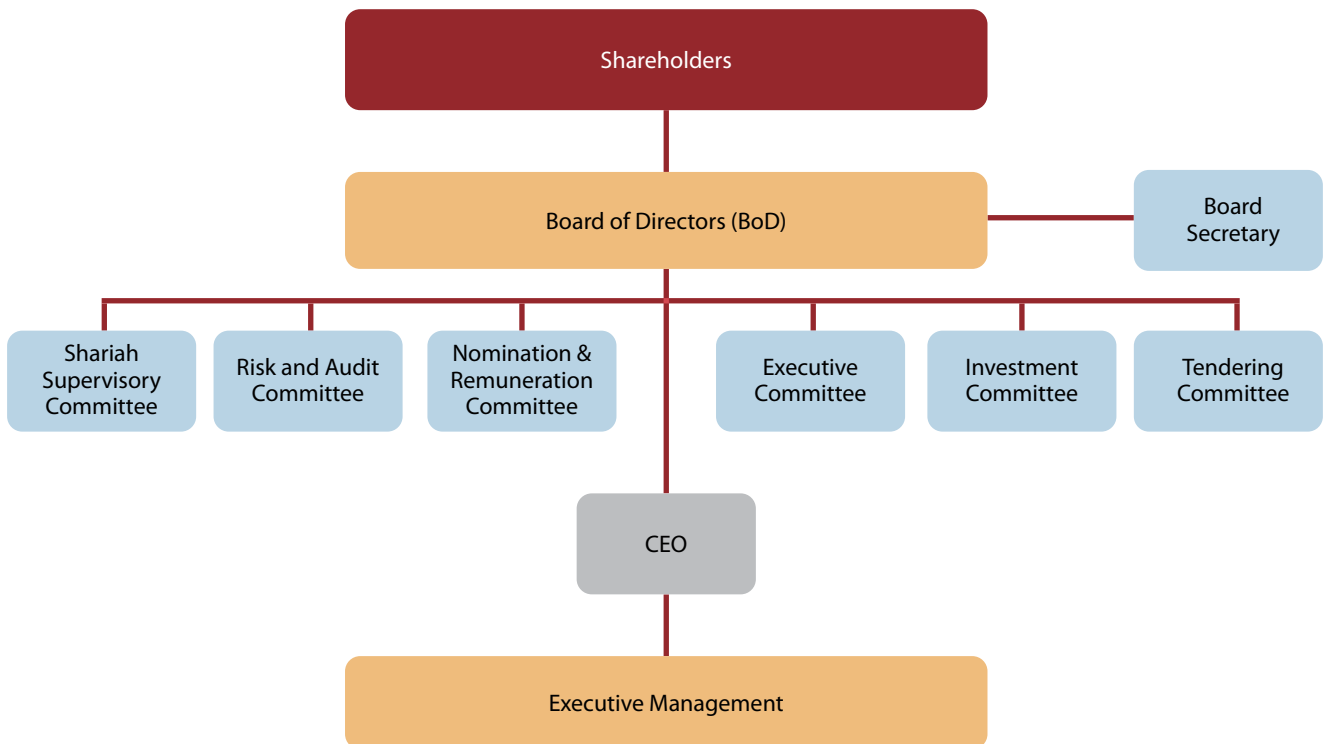 Shareholders
Board of Directors (BoD)
Board
Secretary
Shariah
Supervisory
Committee
Risk and Audit
Committee
Nomination &
Remuneration
Committee
Executive
Committee
Investment
Committee
Tendering
Committee
CEO
Executive Management